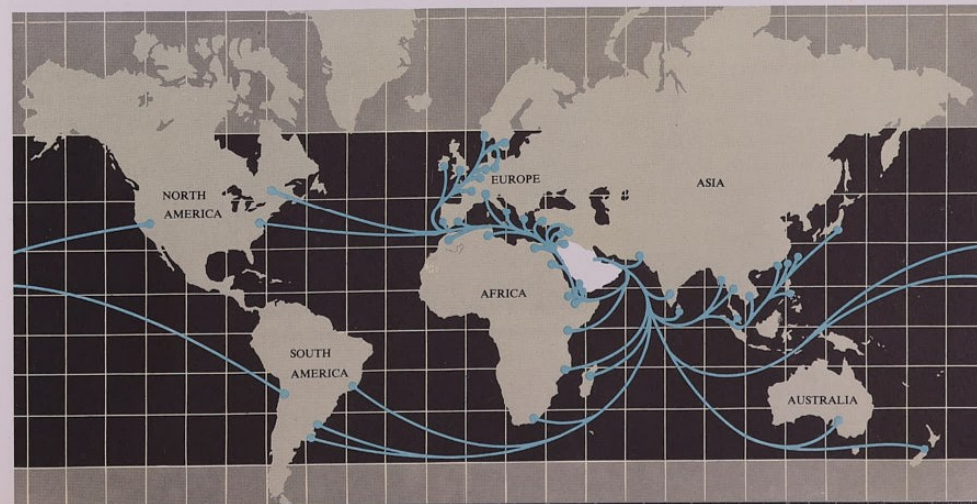 NORTH
AMERICA
EUROPE
ASIA
AFRICA
SOUTH
AMERICA
AUSTRALIA